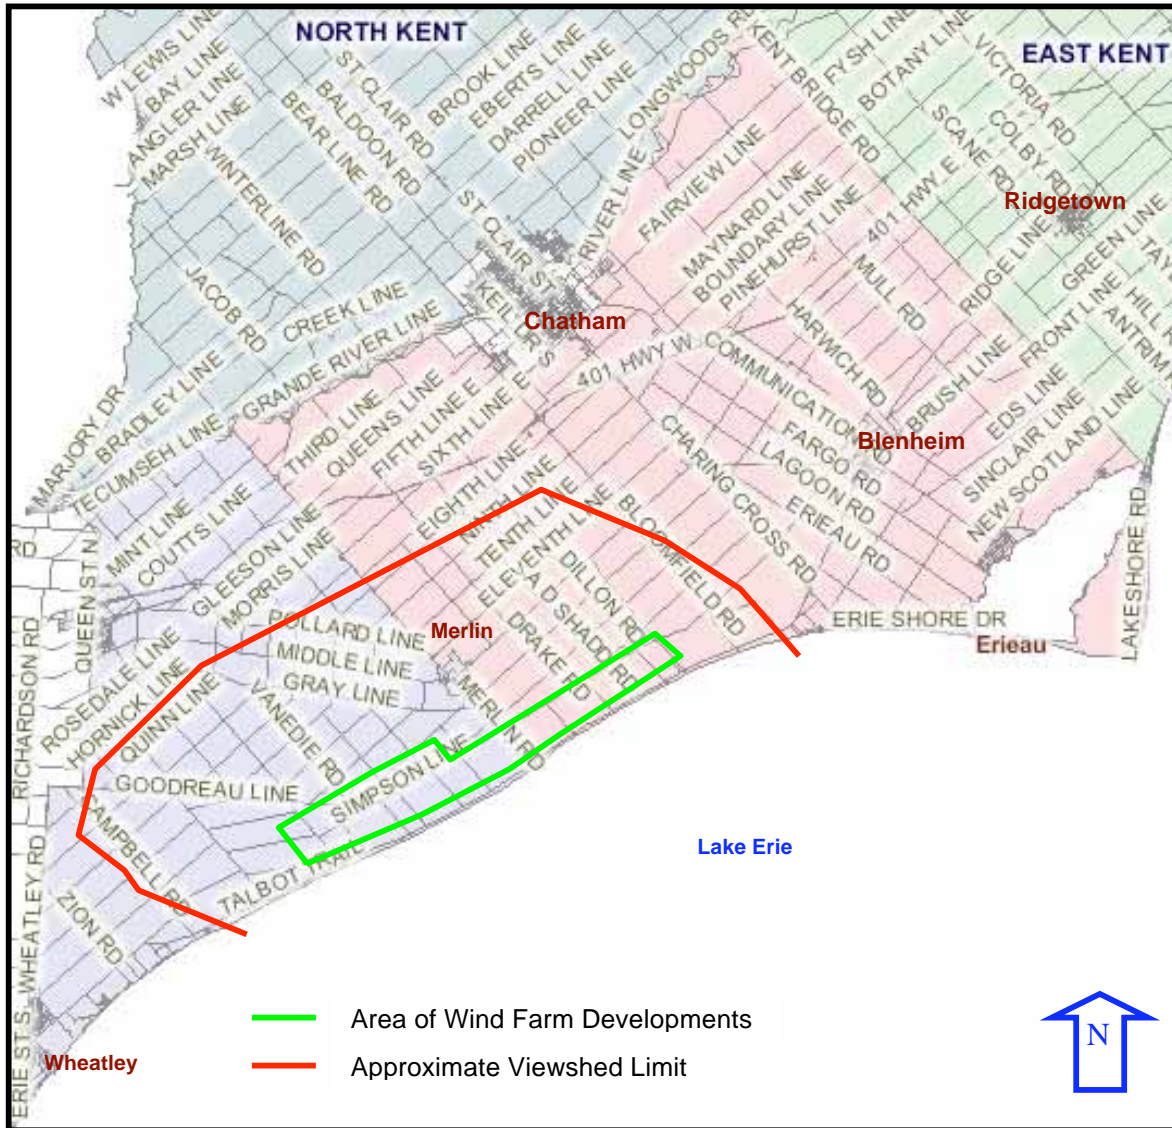 NORTH KENT
EAST KENT
W LEWIS LINE
BAY LINE
ANGLER LINE
MARSH LINE
WINTERLINE RD
BEAR LINE RD
BALDOON RD
ST CLAIR RD
BROOK LINE
EBERTS LINE
DARRELL LINE
PIONEER LINE
LONGWOODS RD
KENT BRIDGE RD
FYSH LINE
BOTANY LINE
VICTORIA RD
COLBY RD
SCANE RD
Ridgetown
RIVER LINE
FAIRVIEW LINE
MAYNARD LINE
BOUNDARY LINE
PINEHURST LINE
401 HWY E
MULL RD
HARWICH RD
RIDGE LINE
GREEN LINE
FRONT LINE
ANTRIM
ST CLAIR ST
Chatham
JACOB RD
CREEK LINE
GRANDE RIVER LINE
BRADLEY LINE
TECUMSEH LINE
MARJORY DR
THIRD LINE
QUEENS LINE
FIFTH LINE E
SIXTH LINE E
401 HWY W
COMMUNICATION RD
BRUSH LINE
Blenheim
EDS LINE
SINCLAIR LINE
NEW SCOTLAND LINE
FARGO RD
LAGOON RD
ERIEAU RD
CHARING CROSS RD
LAKESHORE RD
MINT LINE
COUTTS LINE
GLEESON LINE
MORRIS LINE
EIGHTH LINE
NINTH LINE
TENTH LINE
ELEVENTH LINE
BLOOMFIELD RD
DILLON RD
A D SHADD RD
DRAKE RD
ERIE SHORE DR
Erieau
QUEEN ST N
RICHARDSON RD
POLLARD LINE
MIDDLE LINE
GRAY LINE
Merlin
MERLIN RD
ROSEDALE LINE
HORNICK LINE
QUINN LINE
VANEDIE RD
GOODREAU LINE
SIMPSON LINE
CAMPBELL RD
TALBOT TRAIL
ZION RD
WHEATLEY RD
ERIE ST S
Lake Erie
Wheatley
Area of Wind Farm Developments
Approximate Viewshed Limit
N